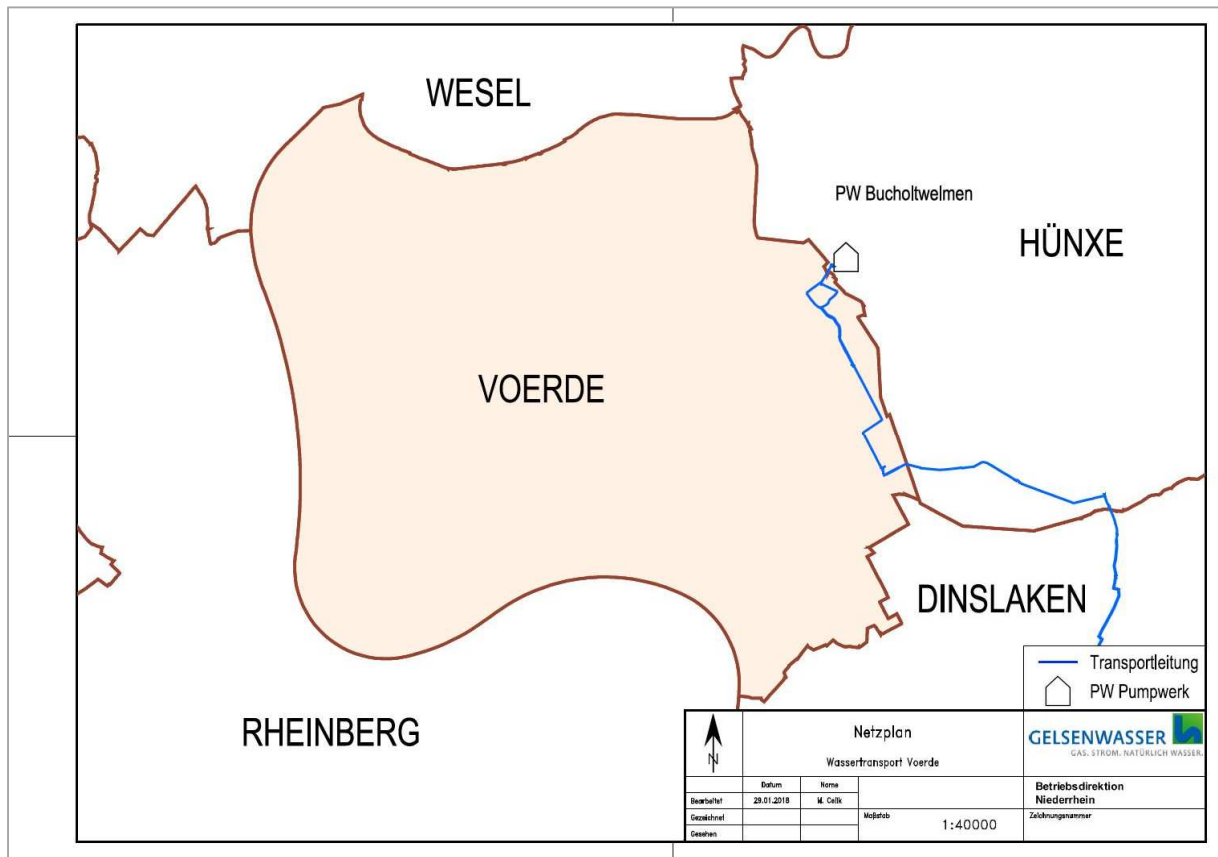 WESEL
PW Bucholtwelmen
HÜNXE
VOERDE
DINSLAKEN
RHEINBERG
Transportleitung
PW Pumpwerk
N
Netzplan
Wassertransport Voerde
GELSENWASSER
GAS. STROM. NATÜRLICH WASSER.
Datum Name
Bearbeitet 29.01.2018 M. Celik
Gezeichnet
Gesehen
Maßstab
1:40000
Betriebsdirektion
Niederrhein
Zeichnungsnummer